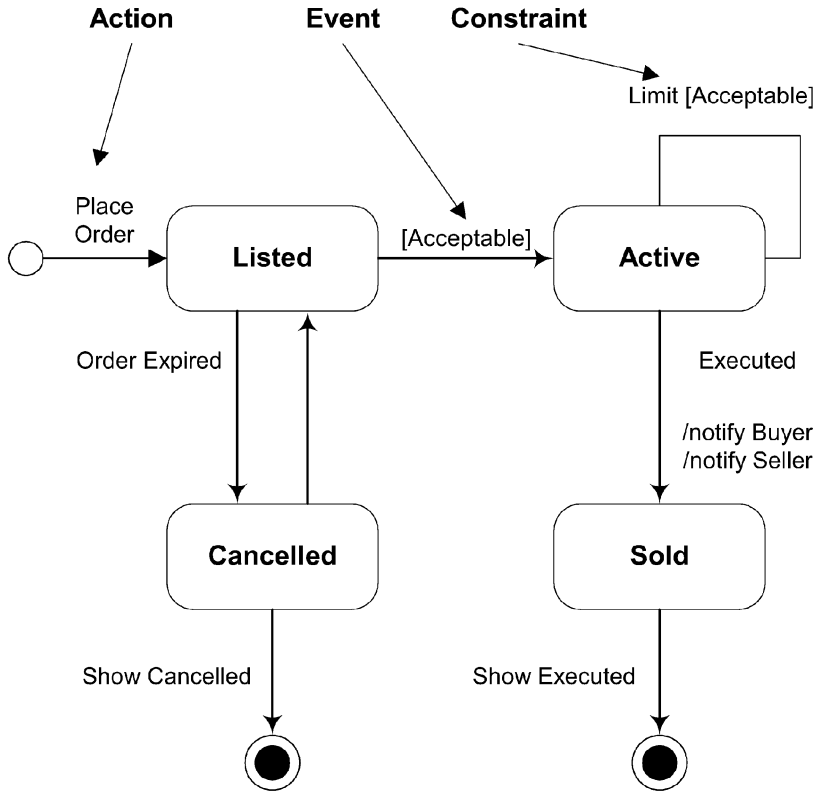 Action
Event
Constraint
Limit [Acceptable]
Place
Order
Listed
[Acceptable]
Active
Order Expired
Executed
/notify Buyer
/notify Seller
Cancelled
Sold
Show Cancelled
Show Executed